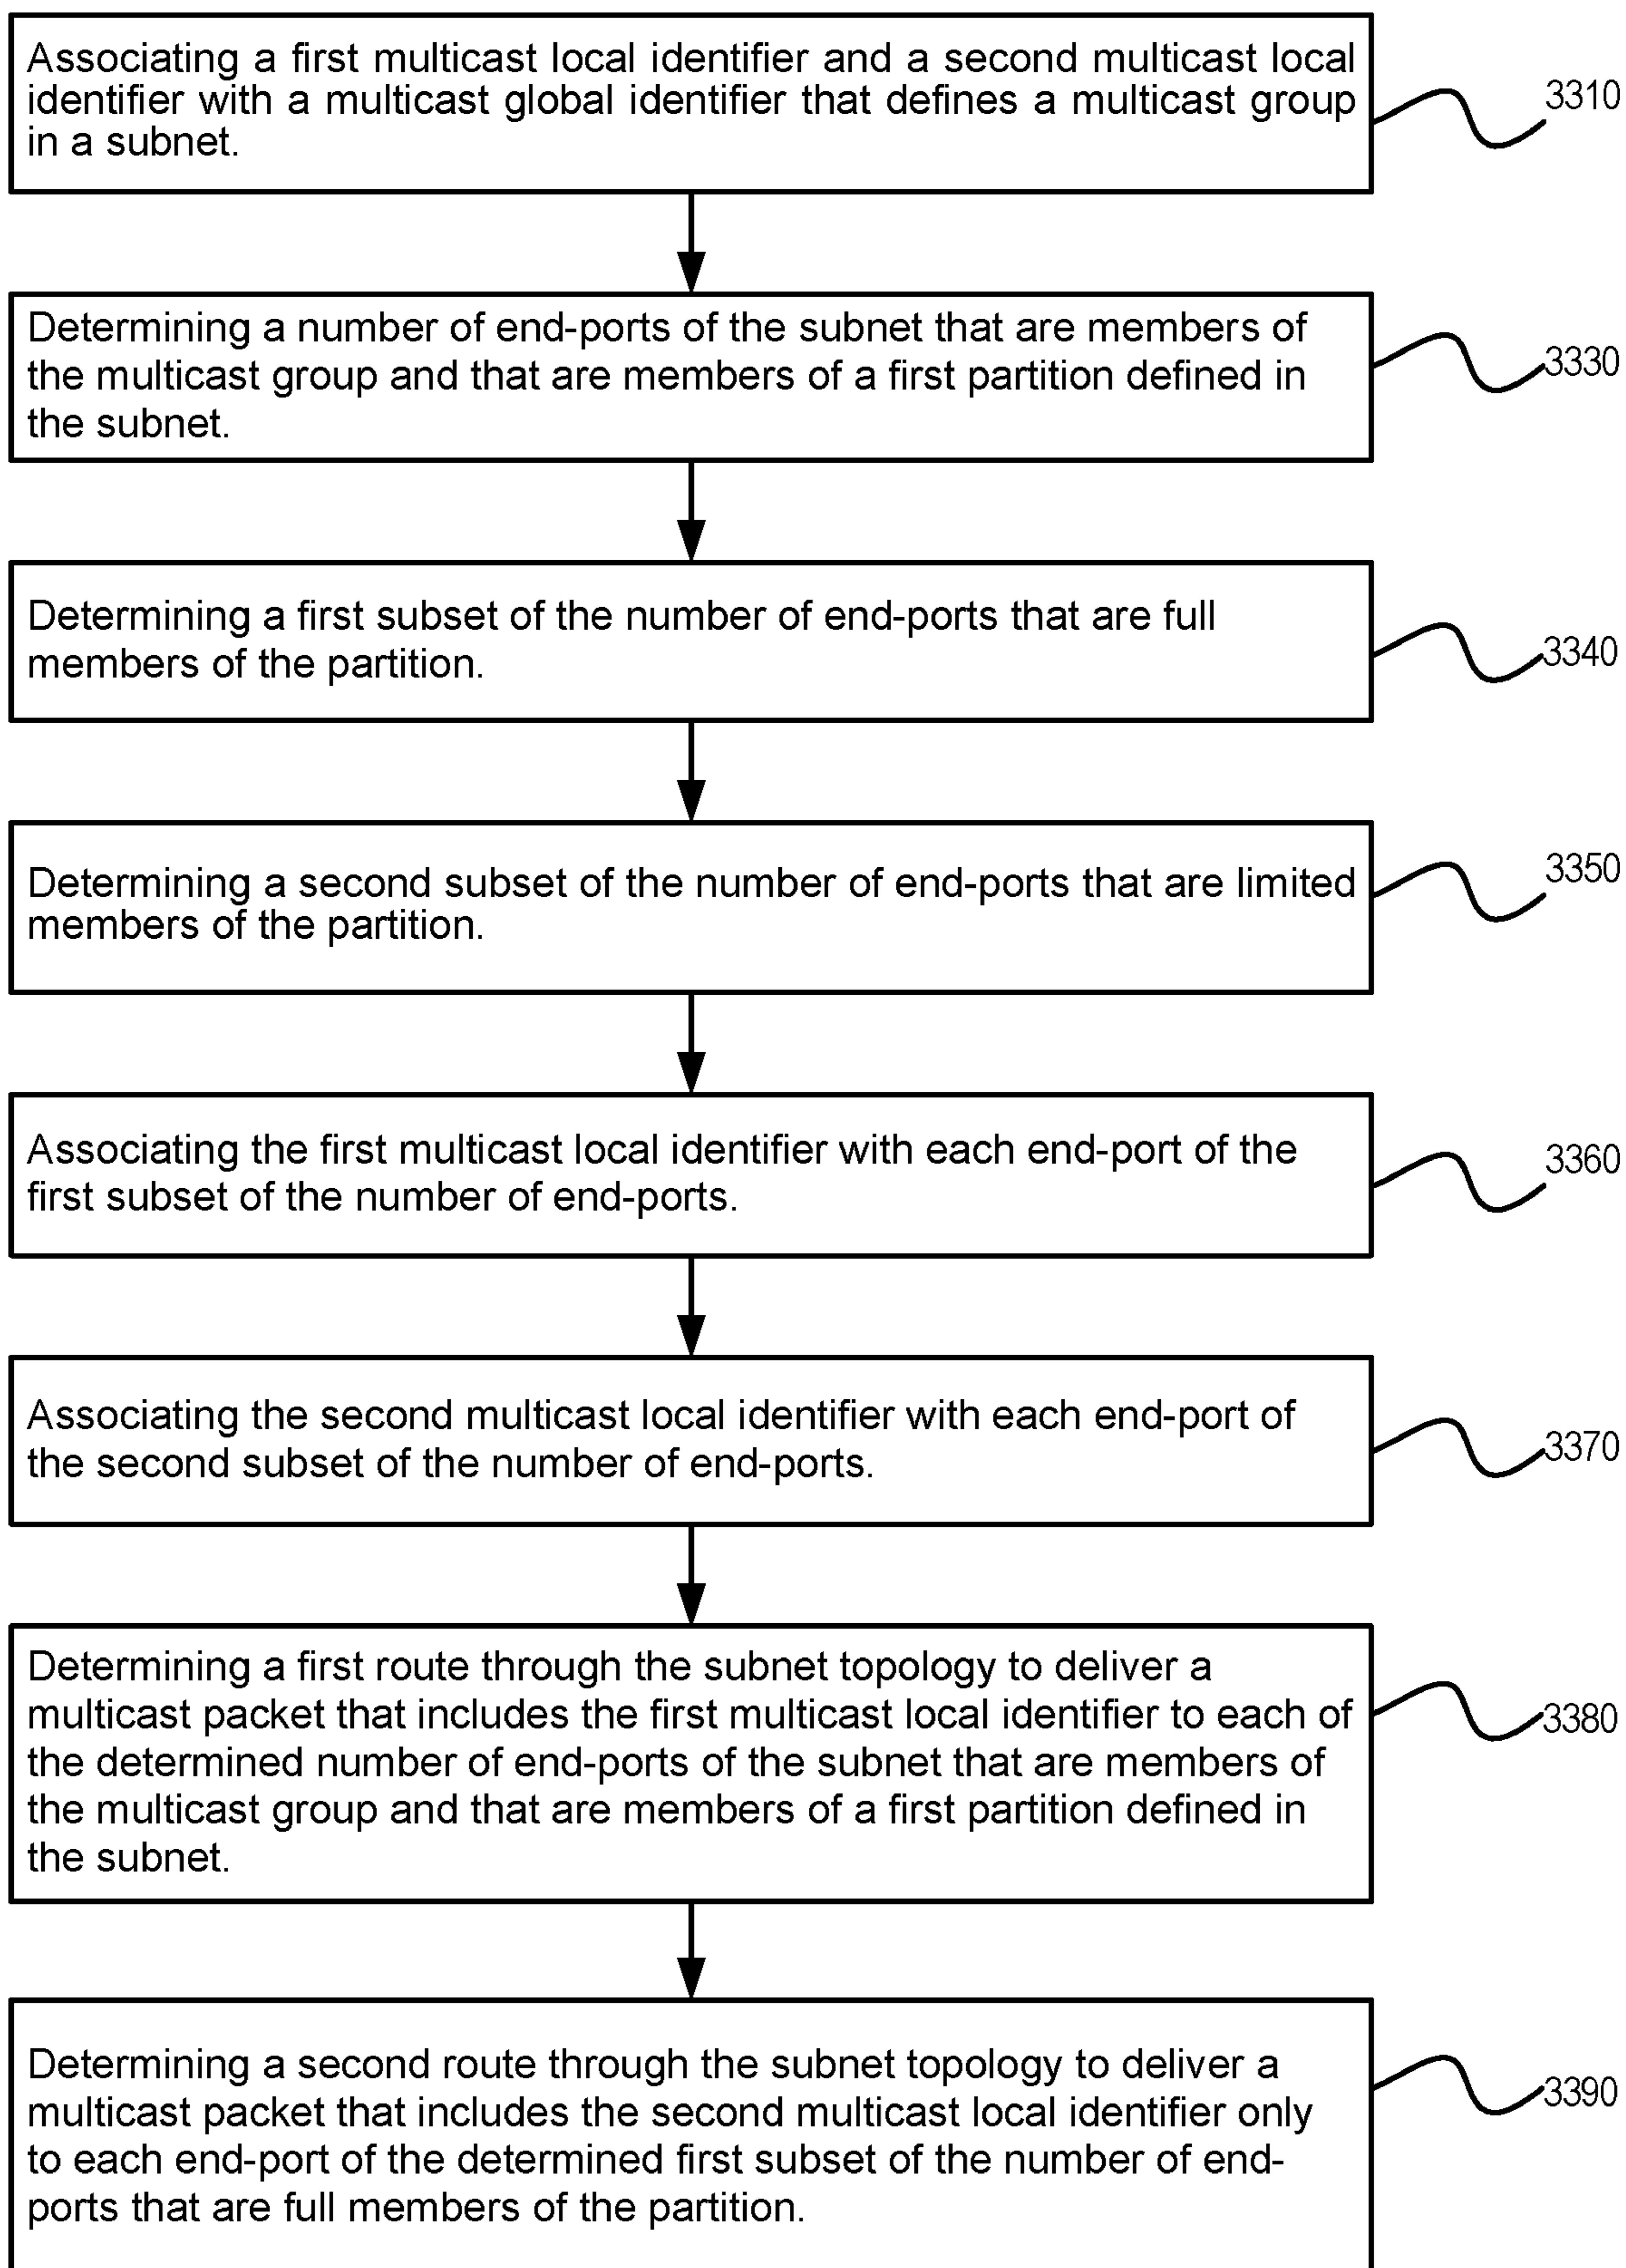 Associating a first multicast local identifier and a second multicast local
identifier with a multicast global identifier that defines a multicast group
in a subnet.
3310
Determining a number of end-ports of the subnet that are members of
the multicast group and that are members of a first partition defined in
the subnet.
3330
Determining a first subset of the number of end-ports that are full
members of the partition.
3340
Determining a second subset of the number of end-ports that are limited
members of the partition.
3350
Associating the first multicast local identifier with each end-port of the
first subset of the number of end-ports.
3360
Associating the second multicast local identifier with each end-port of
the second subset of the number of end-ports.
3370
Determining a first route through the subnet topology to deliver a
multicast packet that includes the first multicast local identifier to each of
the determined number of end-ports of the subnet that are members of
the multicast group and that are members of a first partition defined in
the subnet.
3380
Determining a second route through the subnet topology to deliver a
multicast packet that includes the second multicast local identifier only
to each end-port of the determined first subset of the number of end-
ports that are full members of the partition.
3390